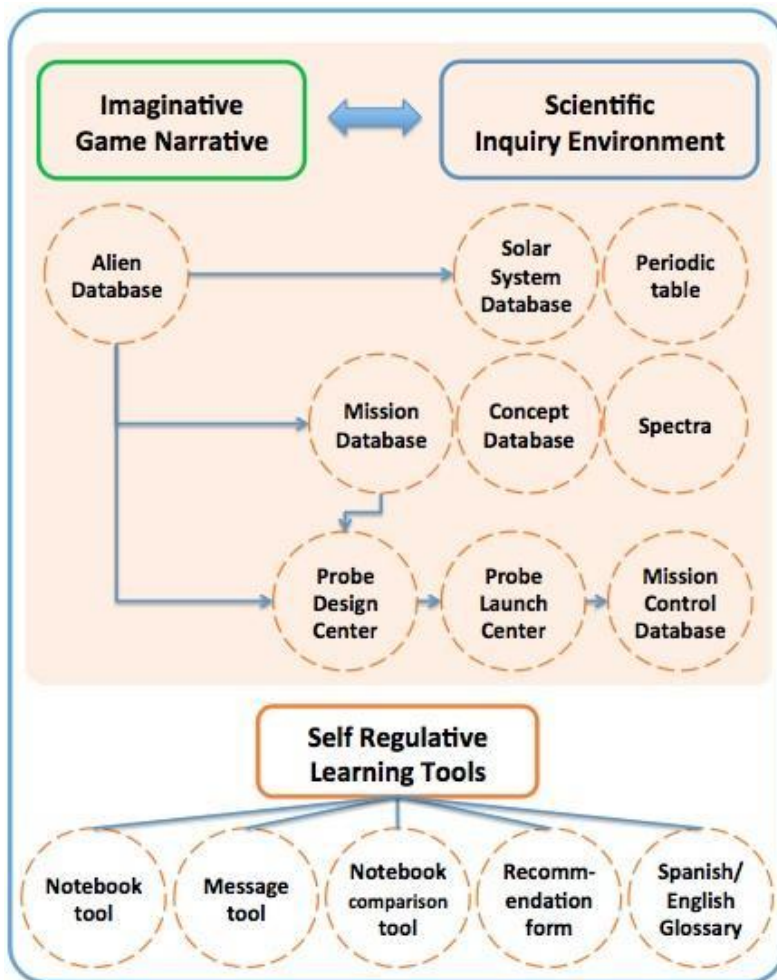 Imaginative
Game Narrative
Scientific
Inquiry Environment
Alien
Database
Solar
System
Database
Periodic
table
Mission
Database
Concept
Database
Spectra
Probe
Design
Center
Probe
Launch
Center
Mission
Control
Database
Self Regulative
Learning Tools
Notebook
tool
Message
tool
Notebook
comparison
tool
Recomm-
endation
form
Spanish/
English
Glossary